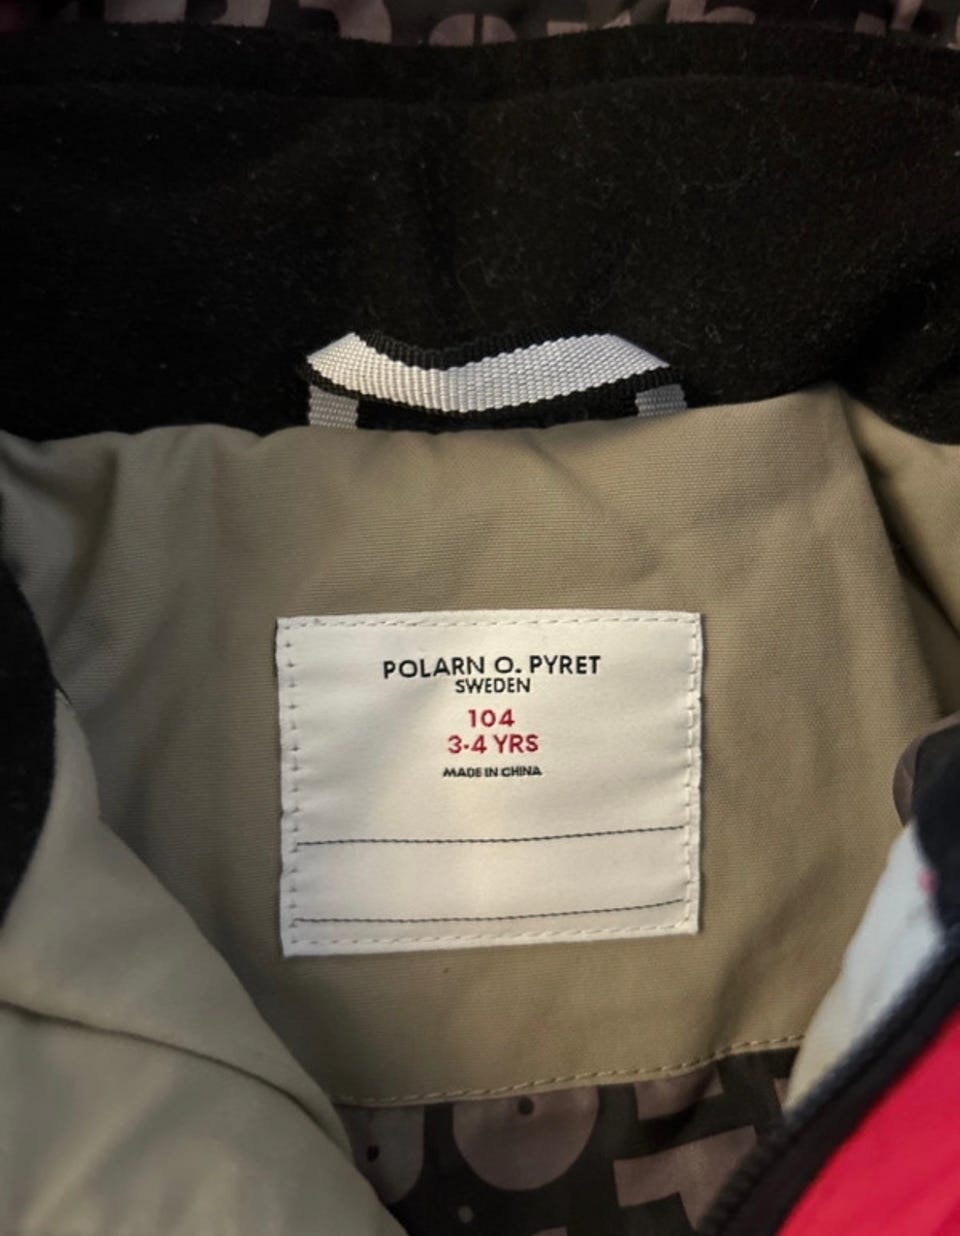 POLARN O. PYRET
SWEDEN
104
3-4 YRS
MADE IN CHINA